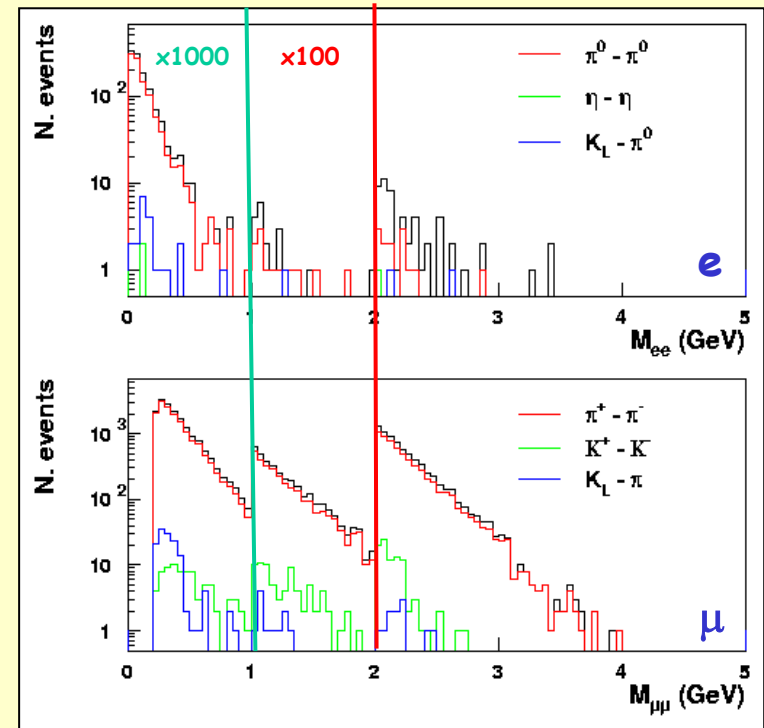 ×1000 ×100
N. events
10²
10
1
π⁰ - π⁰
η - η
K_L - π⁰
e
0 1 2 3 4 5
M_ee (GeV)
N. events
10³
10²
10
1
π⁺ - π⁻
K⁺ - K⁻
K_L - π
μ
0 1 2 3 4 5
M_μμ (GeV)